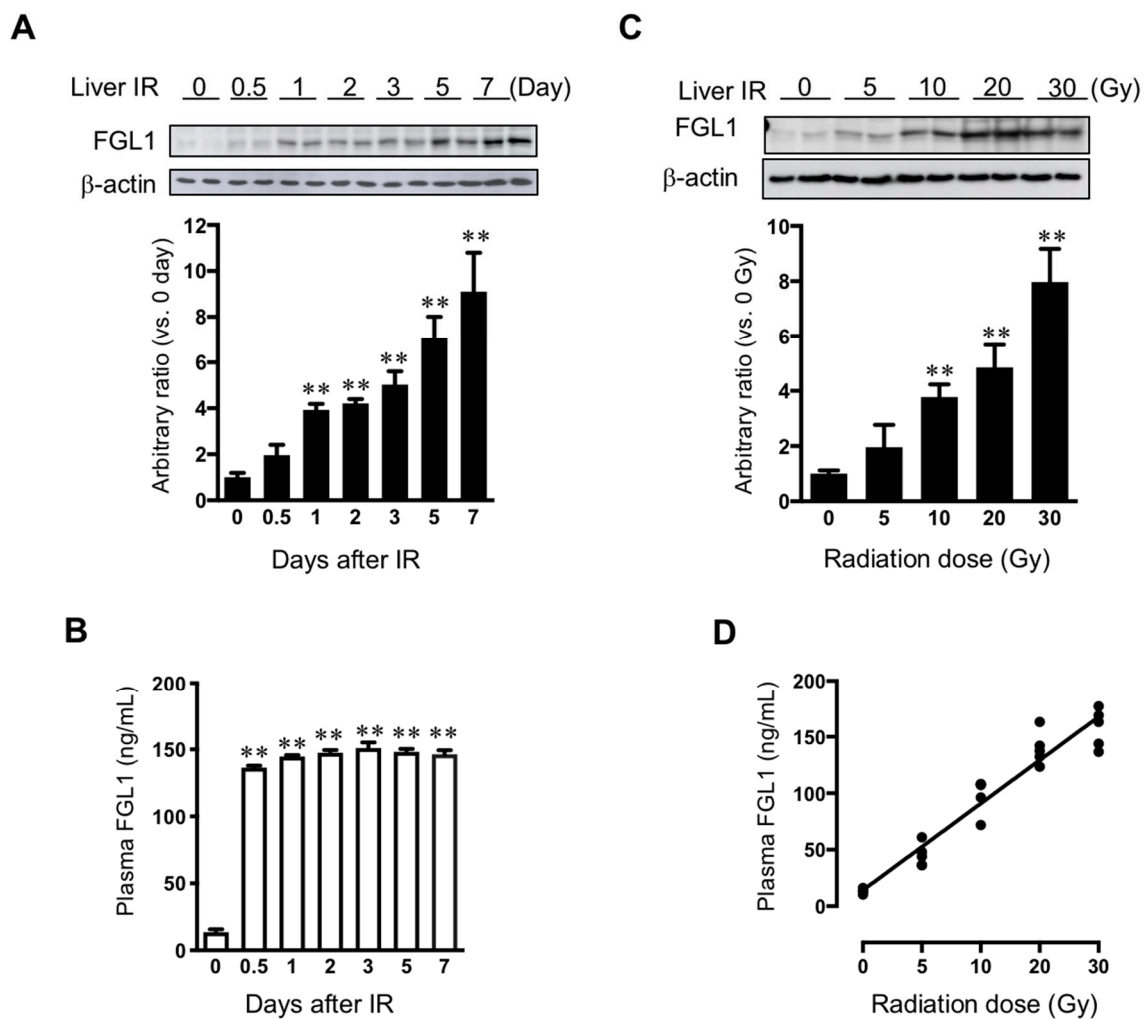 A
Liver IR 0 0.5 1 2 3 5 7 (Day)
FGL1
β-actin
12
10
8
6
4
2
0
Arbitrary ratio (vs. 0 day)
**
**
**
**
**
0 0.5 1 2 3 5 7
Days after IR
C
Liver IR 0 5 10 20 30 (Gy)
FGL1
β-actin
10
8
6
4
2
0
Arbitrary ratio (vs. 0 Gy)
**
**
**
0 5 10 20 30
Radiation dose (Gy)
B
200
150
100
50
0
Plasma FGL1 (ng/mL)
** ** ** ** ** **
0 0.5 1 2 3 5 7
Days after IR
D
200
150
100
50
0
Plasma FGL1 (ng/mL)
0 5 10 20 30
Radiation dose (Gy)